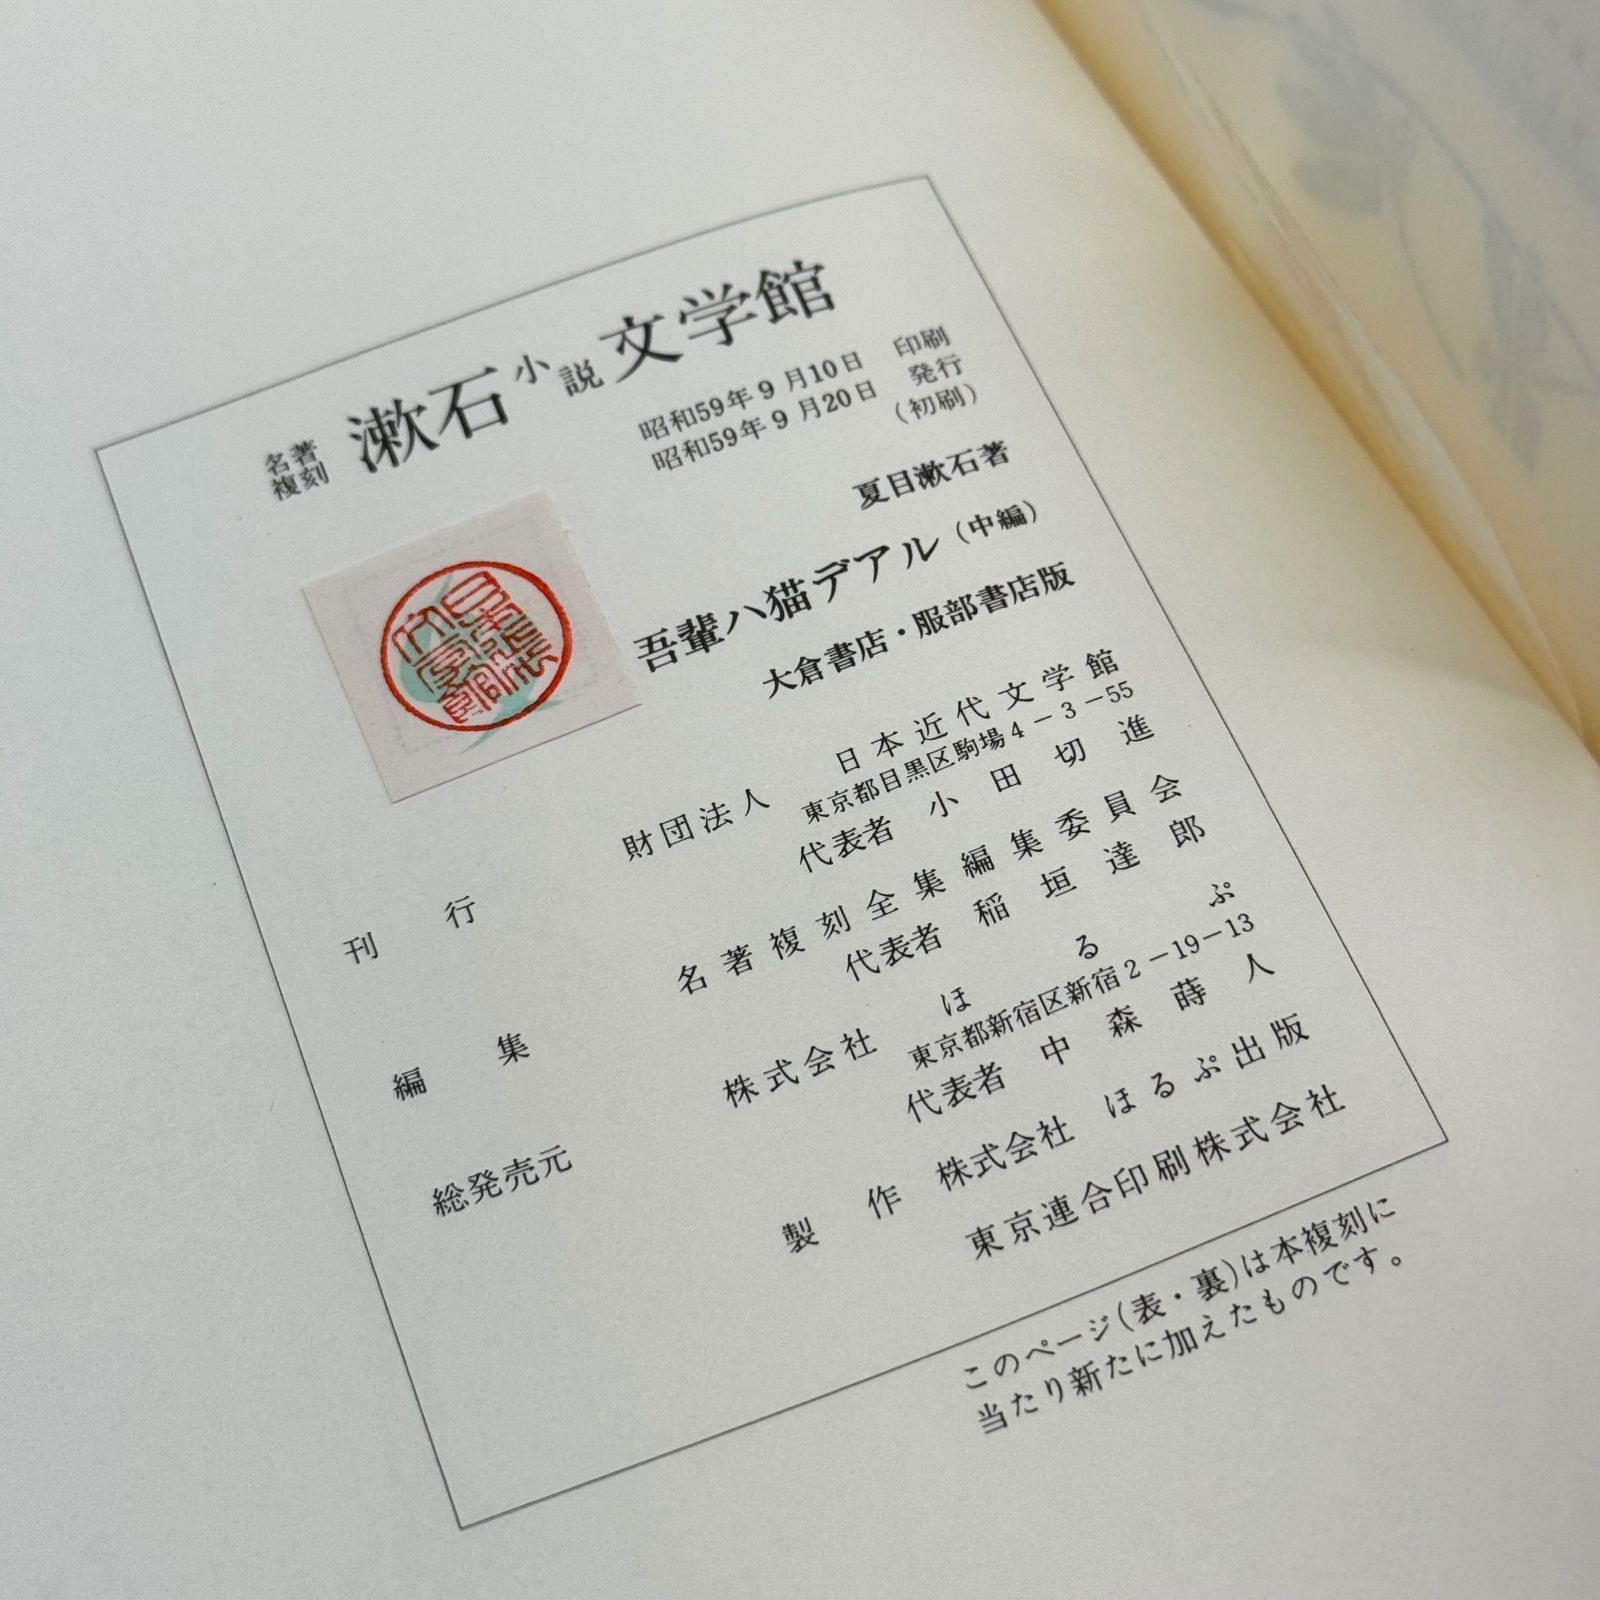 名著複刻 漱石小説文学館
昭和59年9月10日 印刷
昭和59年9月20日 発行
（初刷）
夏目漱石著
吾輩ハ猫デアル（中編）
大倉書店・服部書店版
刊行 財団法人 日本近代文学館
東京都目黒区駒場4-3-55
代表者 小田切進
編集 名著複刻全集編集委員会
代表者 稲垣達郎
総発売元 株式会社 ほるぷ
東京都新宿区新宿2-19-13
代表者 中森蒔人
製作 株式会社 ほるぷ出版
東京連合印刷株式会社
このページ（表・裏）は本複刻に
当たり新たに加えたものです。